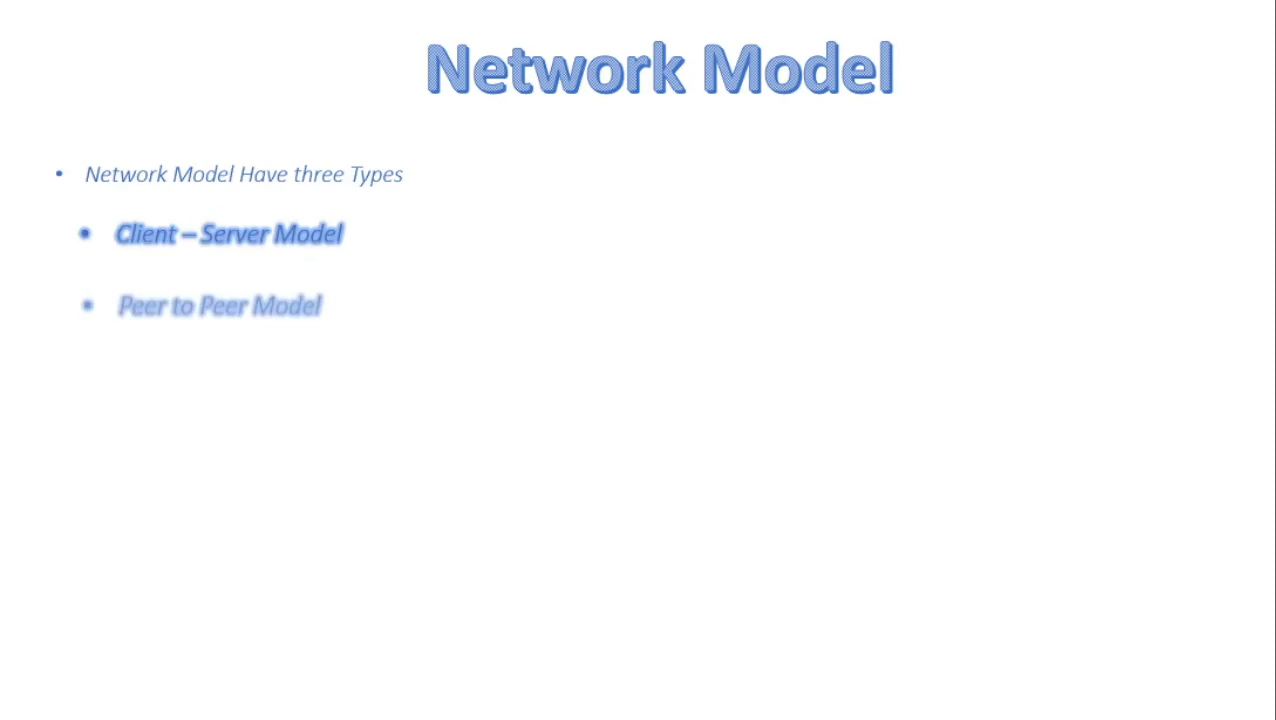 Network Model
• Network Model Have three Types
• Client – Server Model
• Peer to Peer Model